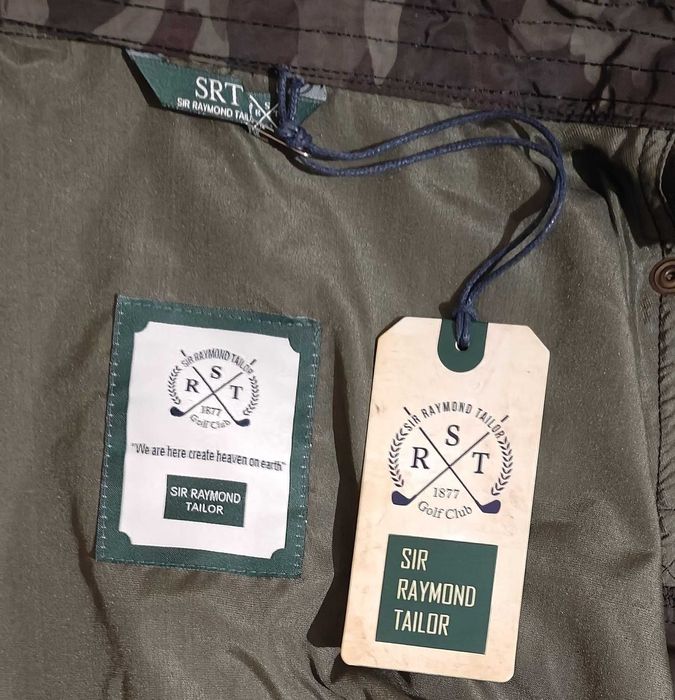 SRT
SIR RAYMOND TAIL
SIR RAYMOND TAILOR
S
R T
1877
Golf Club
"We are here create heaven on earth"
SIR RAYMOND
TAILOR
SIR RAYMOND TAILOR
S
R T
1877
Golf Club
SIR
RAYMOND
TAILOR